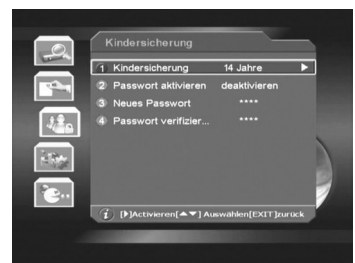 Kindersicherung
1 Kindersicherung 14 Jahre
2 Passwort aktivieren deaktivieren
3 Neues Passwort ****
4 Passwort verifizier... ****
i [▶]Activieren[▲▼] Auswählen[EXIT]zurück